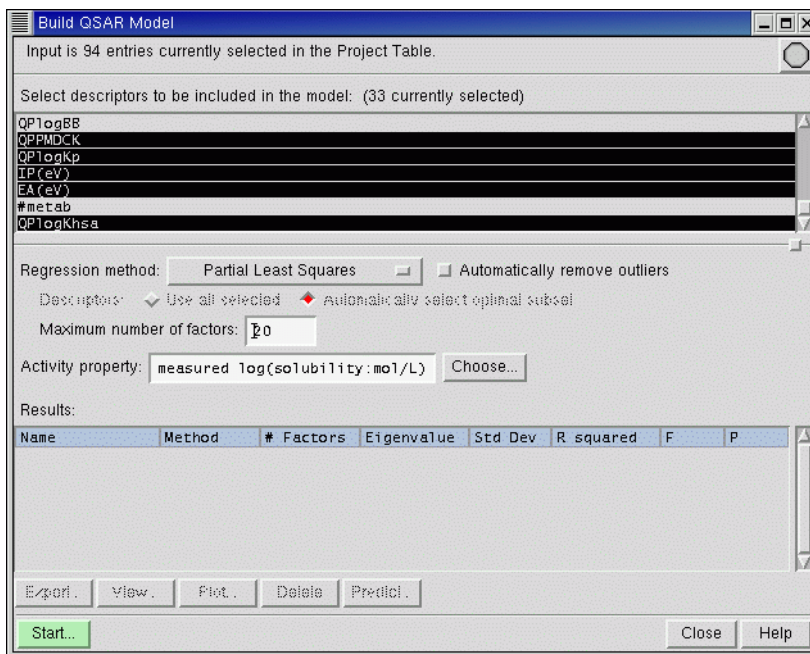 Build QSAR Model
Input is 94 entries currently selected in the Project Table.
Select descriptors to be included in the model: (33 currently selected)
QPlogBB
QPPMDCK
QPlogKp
IP(eV)
EA(eV)
#metab
QPlogKhsa
Regression method: Partial Least Squares Automatically remove outliers
Descriptors: Use all selected Automatically select optimal subset
Maximum number of factors: 20
Activity property: measured log(solubility:mol/L) Choose...
Results:
Name Method # Factors Eigenvalue Std Dev R squared F P
Export.. View.. Plot.. Delete Predict..
Start... Close Help